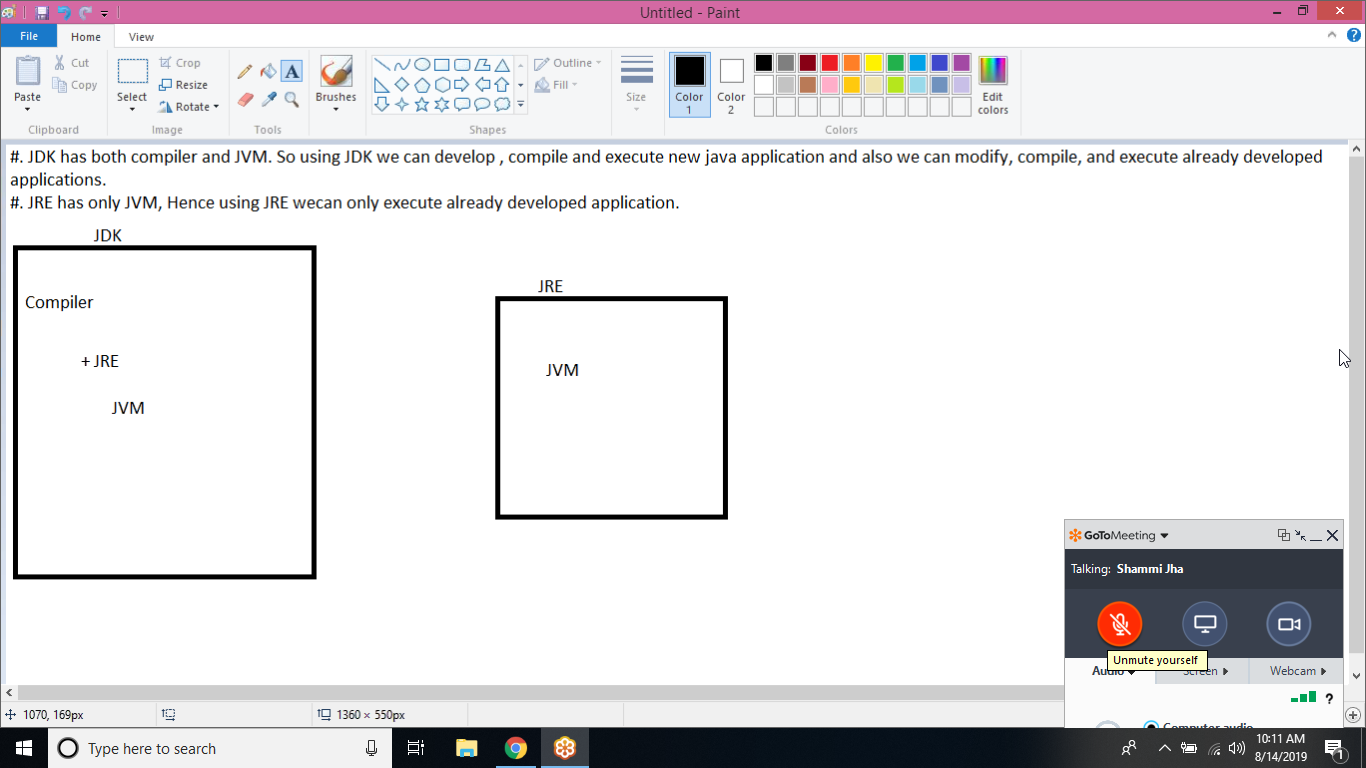 Untitled - Paint
File Home View
Paste Cut Copy Clipboard
Select Crop Resize Rotate Image
A Tools
Brushes
Outline Fill Shapes
Size
Color 1 Color 2 Edit colors Colors
#. JDK has both compiler and JVM. So using JDK we can develop , compile and execute new java application and also we can modify, compile, and execute already developed
applications.
#. JRE has only JVM, Hence using JRE wecan only execute already developed application.
JDK
Compiler
+ JRE
JVM
JRE
JVM
GoToMeeting
Talking: Shammi Jha
Unmute yourself
Audio Screen Webcam
?
Computer audio
1070, 169px 1360 × 550px
Type here to search
10:11 AM
8/14/2019
1